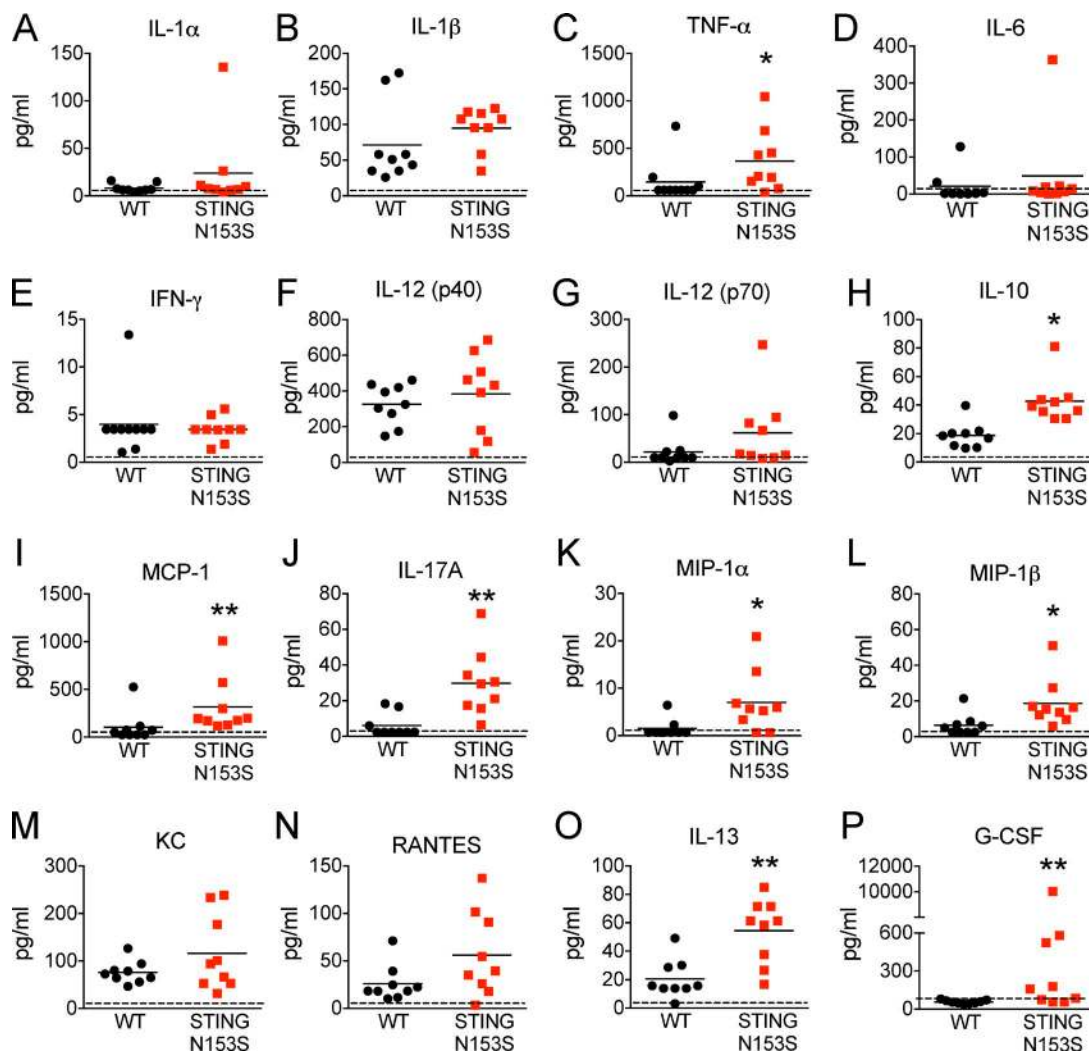 A IL-1α
pg/ml
150
100
50
0
WT STING
N153S
B IL-1β
pg/ml
200
150
100
50
0
WT STING
N153S
C TNF-α
pg/ml
1500
1000
500
0
*
WT STING
N153S
D IL-6
pg/ml
400
300
200
100
0
WT STING
N153S
E IFN-γ
pg/ml
15
10
5
0
WT STING
N153S
F IL-12 (p40)
pg/ml
800
600
400
200
0
WT STING
N153S
G IL-12 (p70)
pg/ml
300
200
100
0
WT STING
N153S
H IL-10
pg/ml
100
80
60
40
20
0
*
WT STING
N153S
I MCP-1
pg/ml
1500
1000
500
0
**
WT STING
N153S
J IL-17A
pg/ml
80
60
40
20
0
**
WT STING
N153S
K MIP-1α
pg/ml
30
20
10
0
*
WT STING
N153S
L MIP-1β
pg/ml
80
60
40
20
0
*
WT STING
N153S
M KC
pg/ml
300
200
100
0
WT STING
N153S
N RANTES
pg/ml
150
100
50
0
WT STING
N153S
O IL-13
pg/ml
100
80
60
40
20
0
**
WT STING
N153S
P G-CSF
pg/ml
12000
10000
600
300
0
**
WT STING
N153S